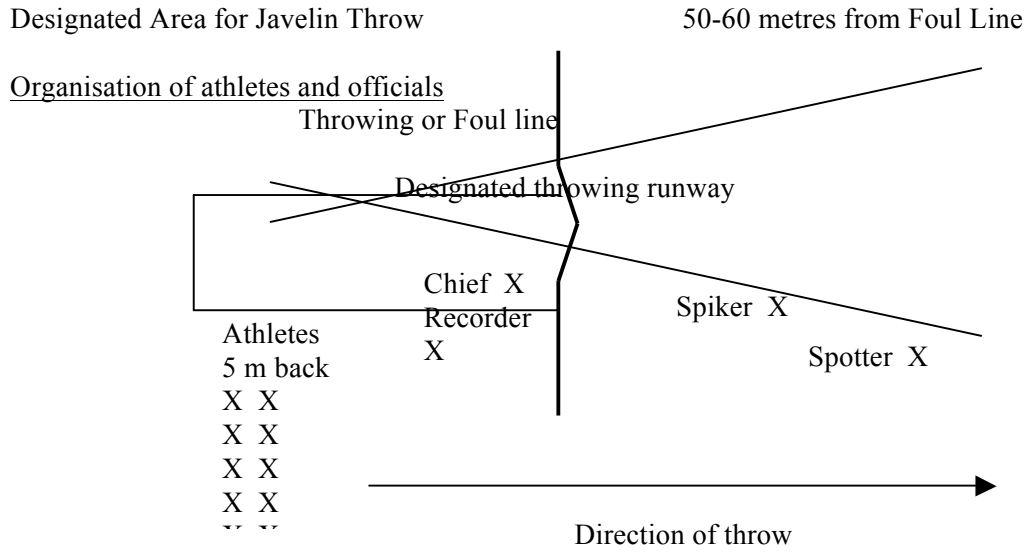 Designated Area for Javelin Throw
50-60 metres from Foul Line
Organisation of athletes and officials
Throwing or Foul line
Designated throwing runway
Chief X
Recorder
X
Spiker X
Spotter X
Athletes
5 m back
X X
X X
X X
X X
Direction of throw